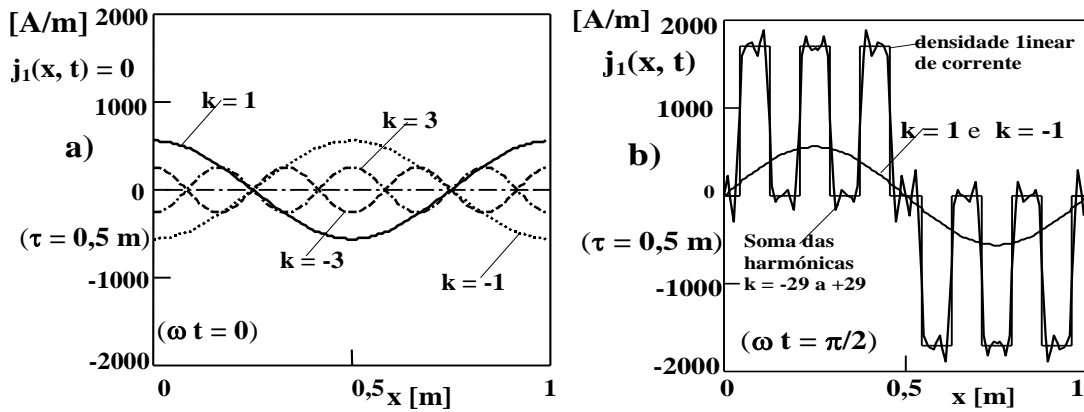 [A/m]
2000
j1(x, t) = 0
1000
k = 1
k = 3
a)
0
(τ = 0,5 m)
k = -3
k = -1
-1000
(ω t = 0)
-2000
0
0,5
x [m]
1
[A/m]
2000
j1(x, t)
densidade 1inear
de corrente
1000
k = 1 e k = -1
b)
0
(τ = 0,5 m)
Soma das
harmónicas
k = -29 a +29
-1000
(ω t = π/2)
-2000
0
0,5
x [m]
1